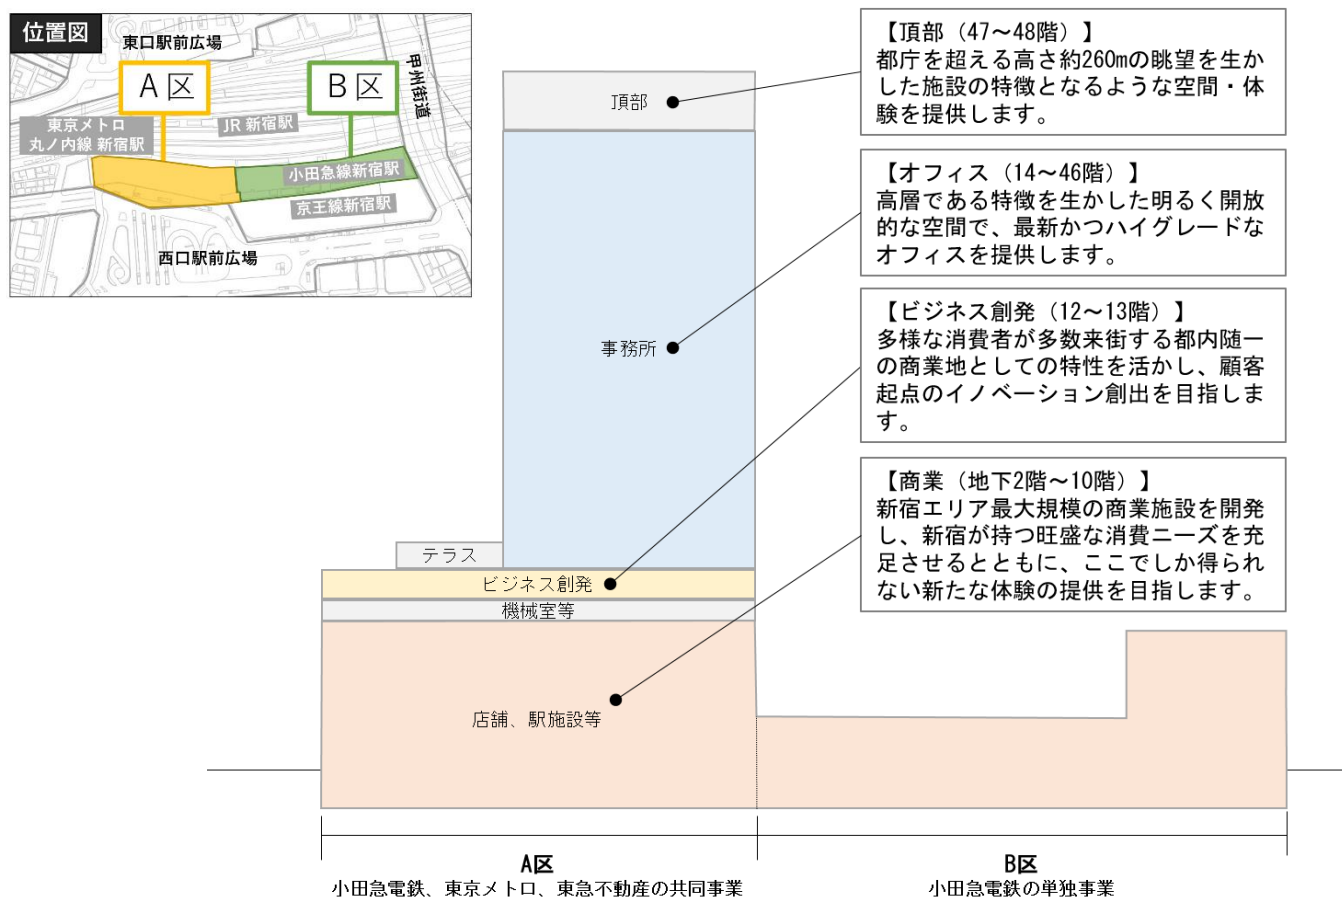 位置図
東口駅前広場
A区
B区
甲州街道
東京メトロ
丸ノ内線 新宿駅
JR 新宿駅
小田急線新宿駅
京王線新宿駅
西口駅前広場
頂部
事務所
テラス
ビジネス創発
機械室等
店舗、駅施設等
【頂部（47～48階）】
都庁を超える高さ約260mの眺望を生か
した施設の特徴となるような空間・体
験を提供します。
【オフィス（14～46階）】
高層である特徴を生かした明るく開放
的な空間で、最新かつハイグレードな
オフィスを提供します。
【ビジネス創発（12～13階）】
多様な消費者が多数来街する都内随一
の商業地としての特性を活かし、顧客
起点のイノベーション創出を目指しま
す。
【商業（地下2階～10階）】
新宿エリア最大規模の商業施設を開発
し、新宿が持つ旺盛な消費ニーズを充
足させるとともに、ここでしか得られ
ない新たな体験の提供を目指します。
A区
小田急電鉄、東京メトロ、東急不動産の共同事業
B区
小田急電鉄の単独事業